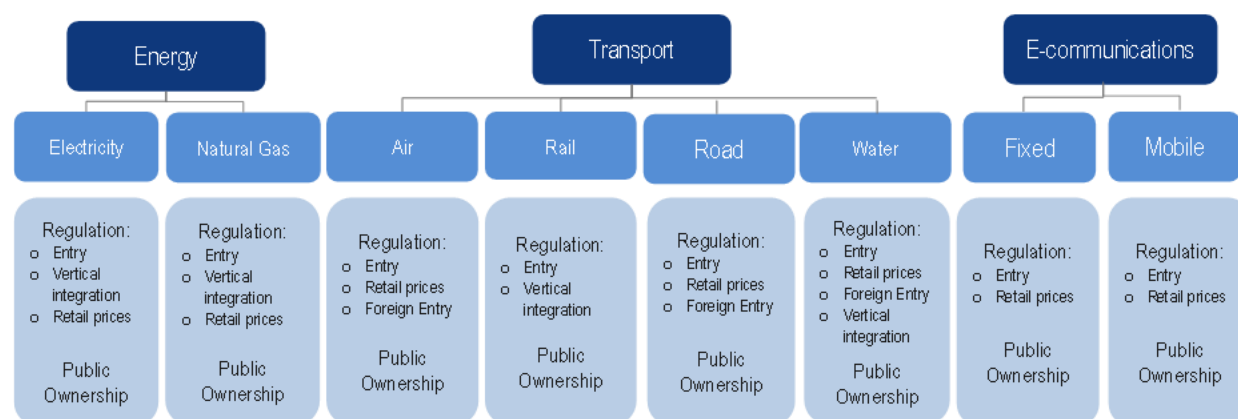 Energy
Transport
E-communications
Electricity
Natural Gas
Air
Rail
Road
Water
Fixed
Mobile
Regulation:
o Entry
o Vertical
integration
o Retail prices
Public
Ownership
Regulation:
o Entry
o Vertical
integration
o Retail prices
Public
Ownership
Regulation:
o Entry
o Retail prices
o Foreign Entry
Public
Ownership
Regulation:
o Entry
o Vertical
integration
Public
Ownership
Regulation:
o Entry
o Retail prices
o Foreign Entry
Public
Ownership
Regulation:
o Entry
o Retail prices
o Foreign Entry
o Vertical
integration
Public
Ownership
Regulation:
o Entry
o Retail prices
Public
Ownership
Regulation:
o Entry
o Retail prices
Public
Ownership